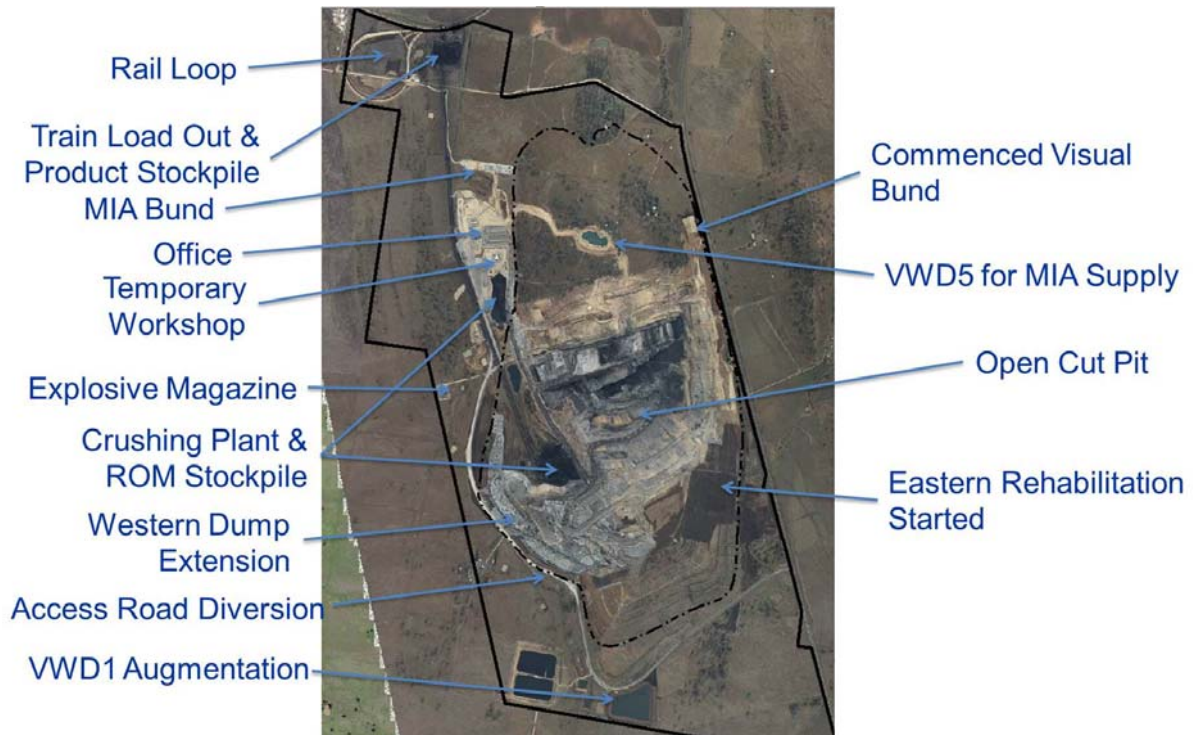 Rail Loop
Train Load Out &
Product Stockpile
MIA Bund
Office
Temporary
Workshop
Explosive Magazine
Crushing Plant &
ROM Stockpile
Western Dump
Extension
Access Road Diversion
VWD1 Augmentation
Commenced Visual
Bund
VWD5 for MIA Supply
Open Cut Pit
Eastern Rehabilitation
Started